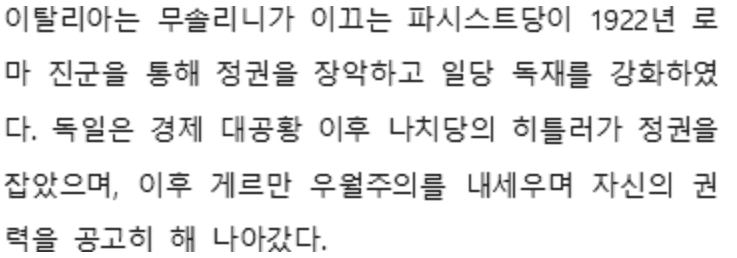 이탈리아는 무솔리니가 이끄는 파시스트당이 1922년 로
마 진군을 통해 정권을 장악하고 일당 독재를 강화하였
다. 독일은 경제 대공황 이후 나치당의 히틀러가 정권을
잡았으며, 이후 게르만 우월주의를 내세우며 자신의 권
력을 공고히 해 나아갔다.